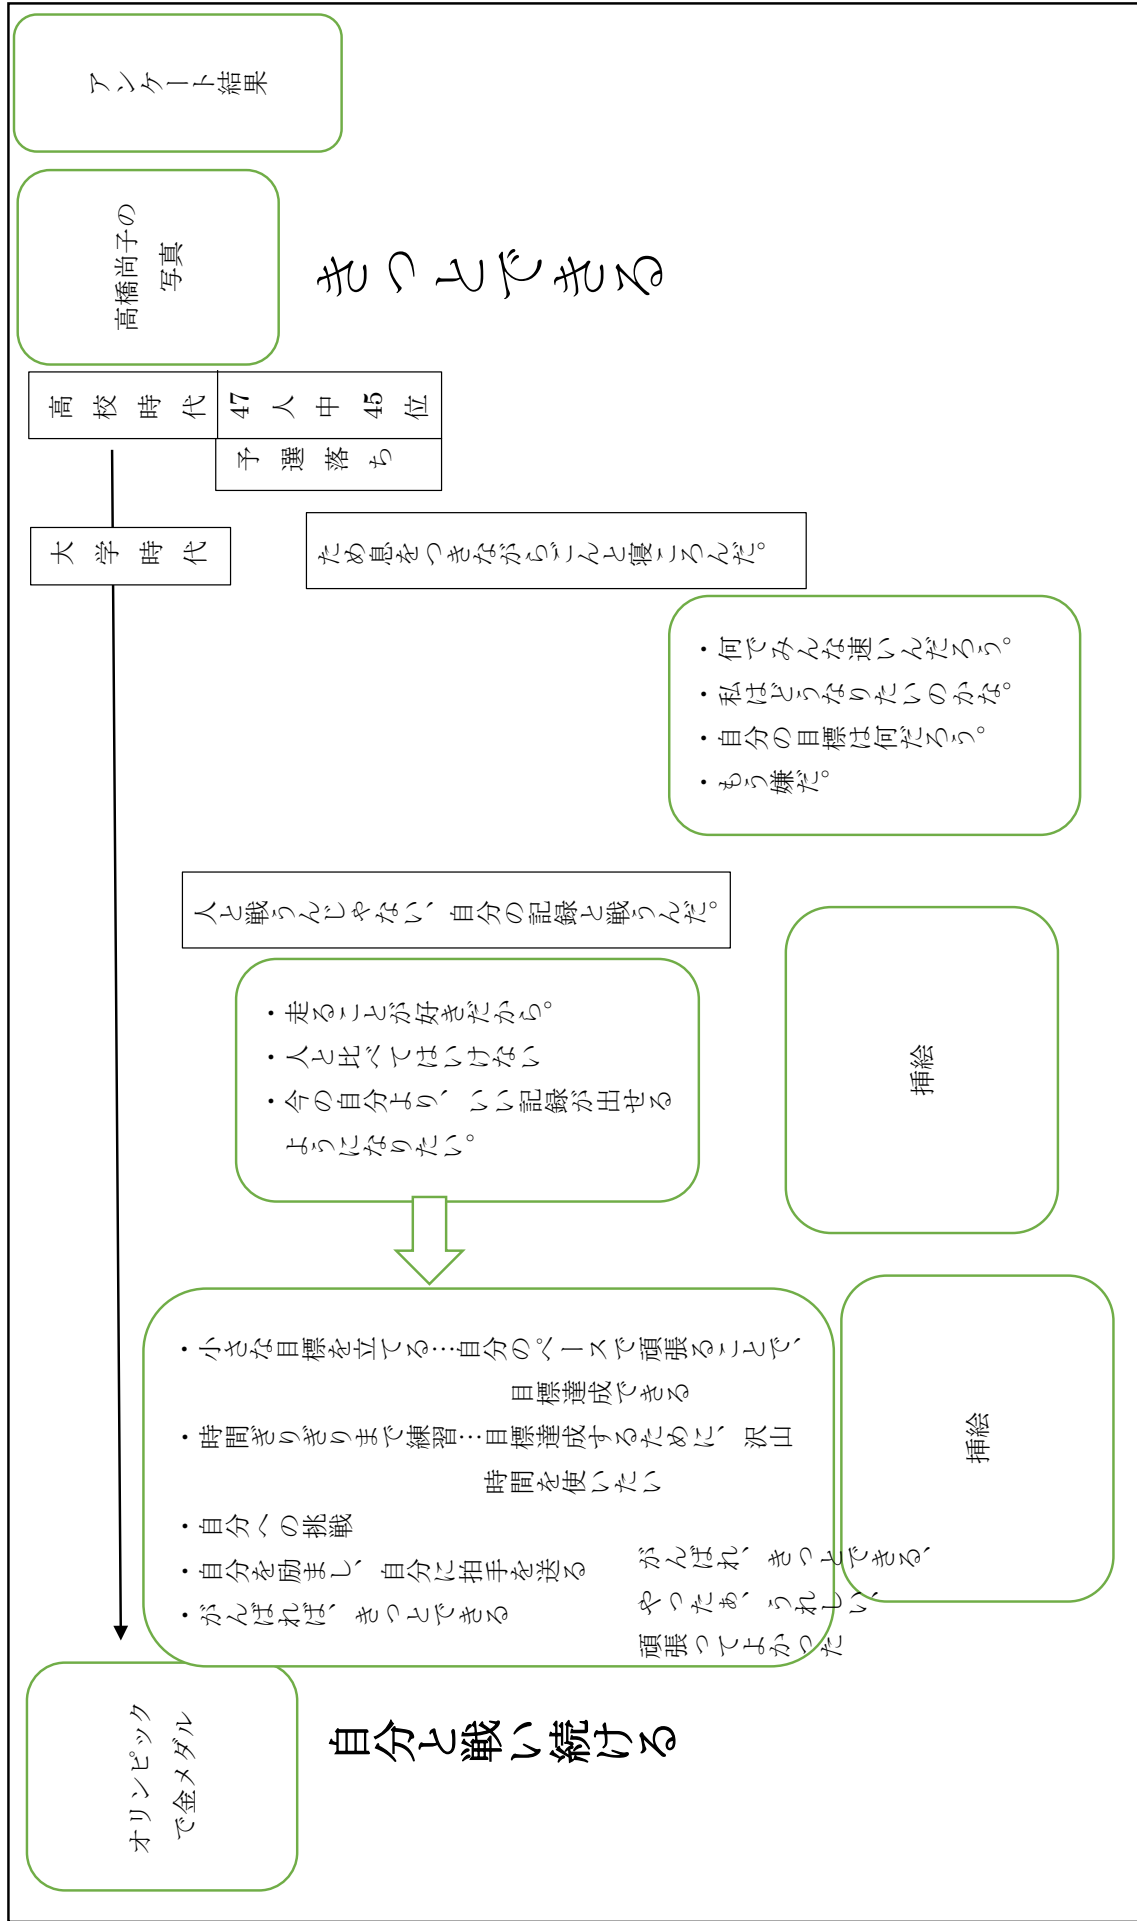 アンケート結果
高橋尚子の
写真
きっとできる
高校時代
47人中45位
予選落ち
大学時代
ため息をつきながらごろんと寝ころんだ。
・何でみんな速いんだろう。
・私はどうなりたいのかな。
・自分の目標は何だろう。
・もう嫌だ。
人と戦うんじゃない、自分の記録と戦うんだ。
・走ることが好きだから。
・人と比べてはいけない
・今の自分より、いい記録が出せる
ようになりたい。
挿絵
・小さな目標を立てる…自分のペースで頑張ることで、
目標達成できる
・時間ぎりぎりまで練習…目標達成するために、沢山
時間を使いたい
・自分への挑戦
・自分を励まし、自分に拍手を送る
・がんばれば、きっとできる
がんばれ、きっとできる、
やったあ、うれしい、
頑張ってよかった
挿絵
オリンピック
で金メダル
自分と戦い続ける